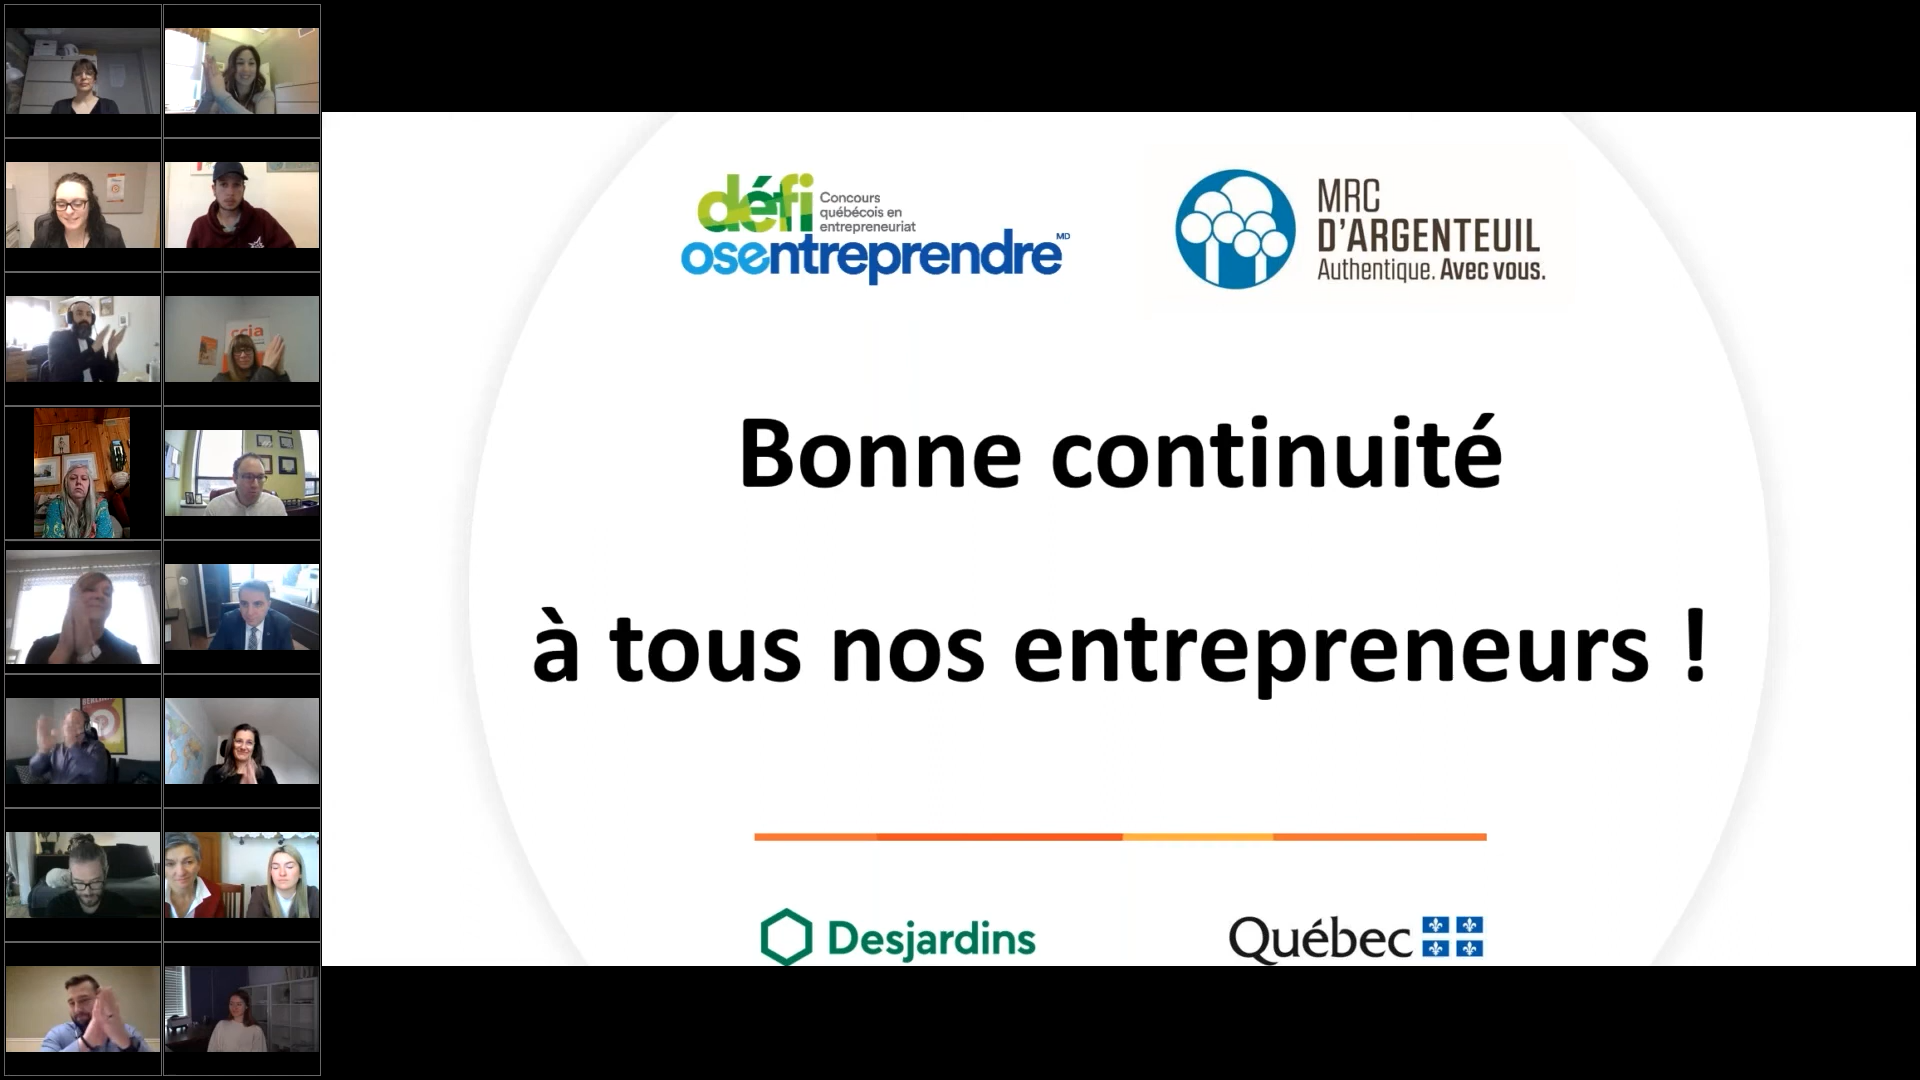 défi
Concours
québécois en
entrepreneuriat
osentreprendre MD
MRC
D'ARGENTEUIL
Authentique. Avec vous.
Bonne continuité
à tous nos entrepreneurs !
Desjardins
Québec
ccia